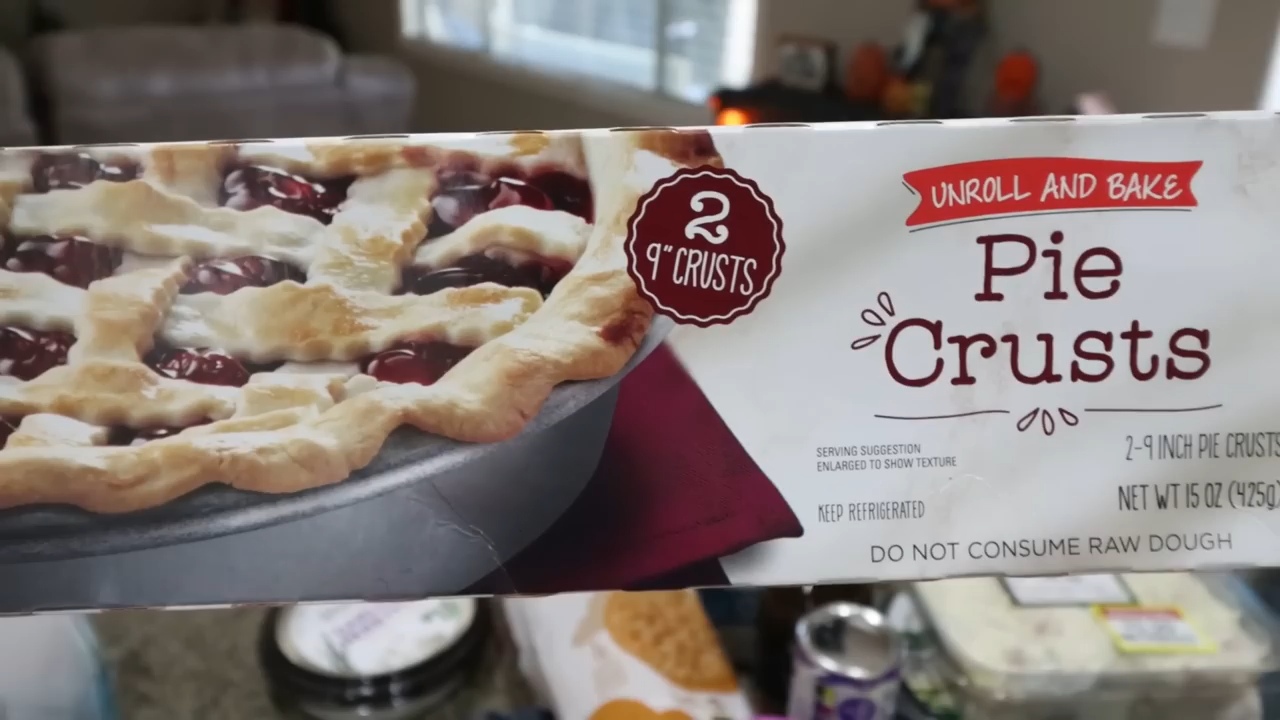 2
9" CRUSTS
UNROLL AND BAKE
Pie
Crusts
SERVING SUGGESTION
ENLARGED TO SHOW TEXTURE
KEEP REFRIGERATED
2-9 INCH PIE CRUSTS
NET WT 15 OZ (425g)
DO NOT CONSUME RAW DOUGH